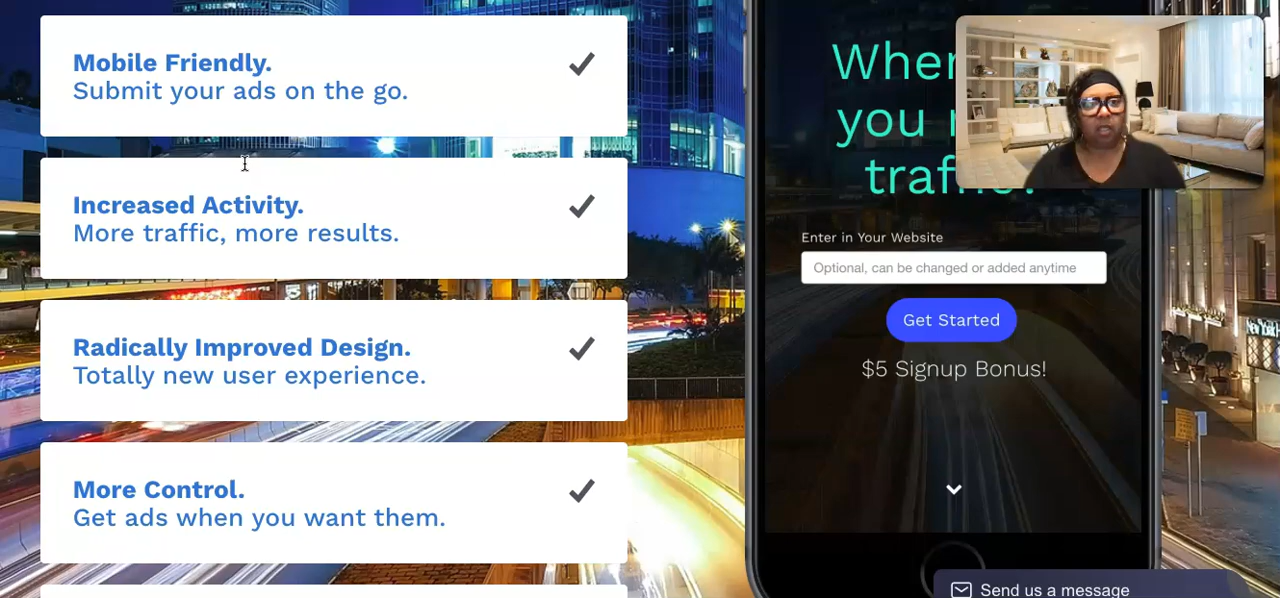 Mobile Friendly.
Submit your ads on the go.
Increased Activity.
More traffic, more results.
Radically Improved Design.
Totally new user experience.
More Control.
Get ads when you want them.
you
Enter in Your Website
Optional, can be changed or added anytime
Get Started
$5 Signup Bonus!
Send us a message